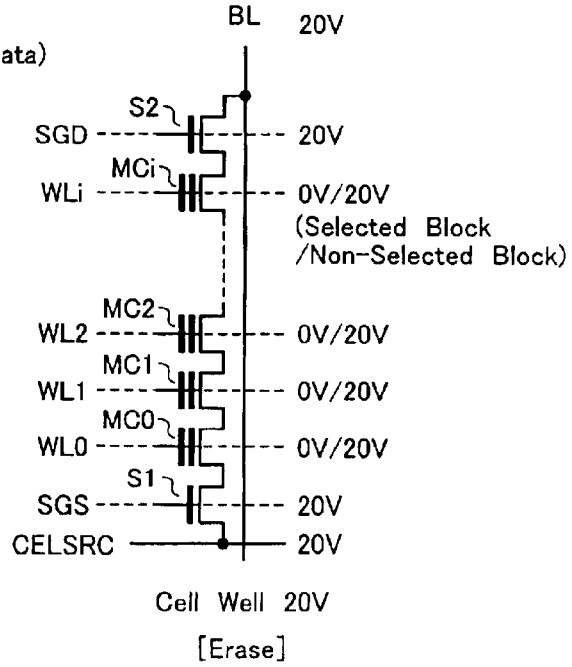 BL 20V
ata)
S2
SGD 20V
MCi
WLi 0V/20V
(Selected Block
/Non-Selected Block)
MC2
WL2 0V/20V
MC1
WL1 0V/20V
MC0
WL0 0V/20V
S1
SGS 20V
CELSRC 20V
Cell Well 20V
[Erase]